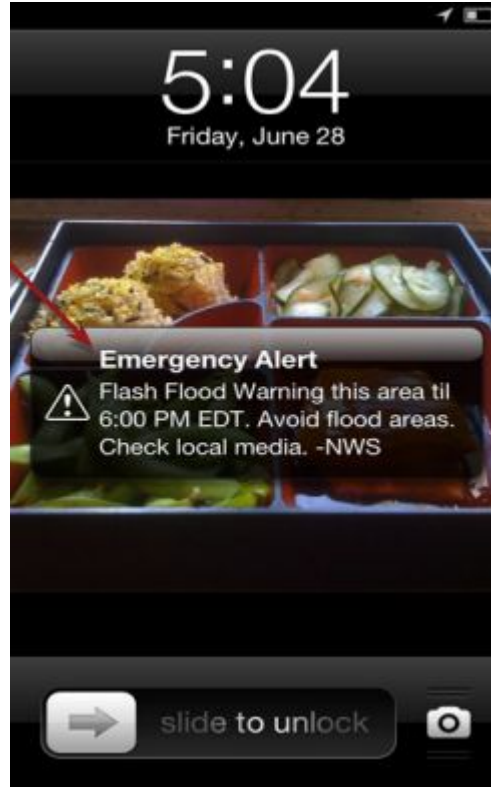 5:04
Friday, June 28
Emergency Alert
Flash Flood Warning this area til
6:00 PM EDT. Avoid flood areas.
Check local media. -NWS
slide to unlock